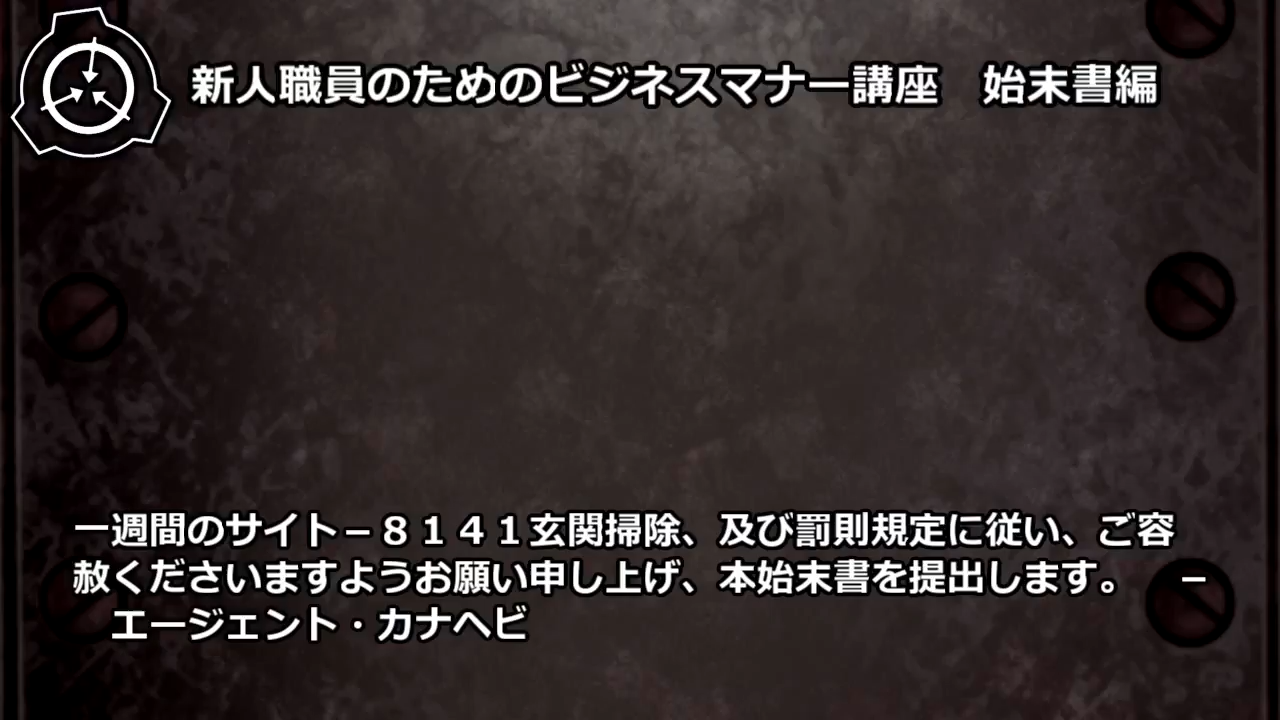 新人職員のためのビジネスマナー講座　始末書編
一週間のサイト－８１４１玄関掃除、及び罰則規定に従い、ご容
赦くださいますようお願い申し上げ、本始末書を提出します。　－
　エージェント・カナヘビ